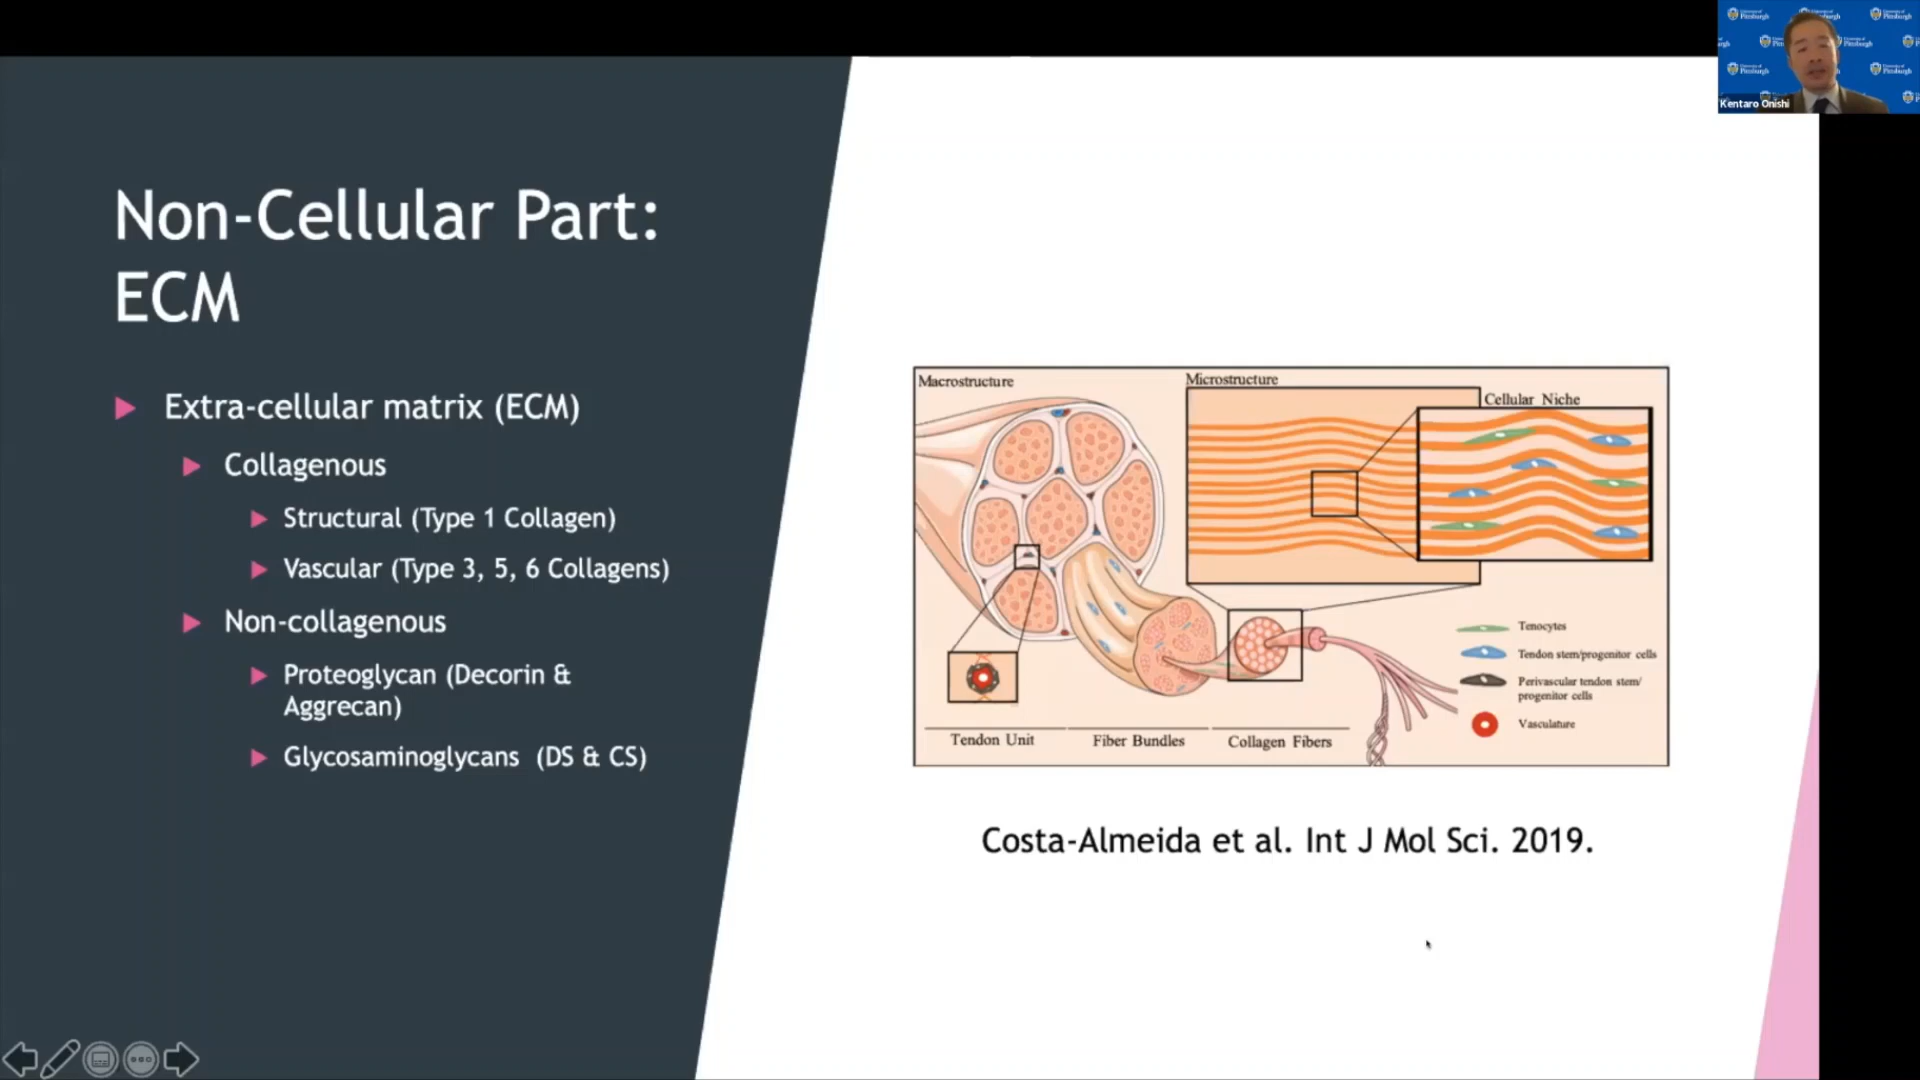 Non-Cellular Part:
ECM
Extra-cellular matrix (ECM)
Collagenous
Structural (Type 1 Collagen)
Vascular (Type 3, 5, 6 Collagens)
Non-collagenous
Proteoglycan (Decorin &
Aggrecan)
Glycosaminoglycans (DS & CS)
Macrostructure
Microstructure
Cellular Niche
Tenocytes
Tendon stem/progenitor cells
Perivascular tendon stem/
progenitor cells
Vasculature
Tendon Unit
Fiber Bundles
Collagen Fibers
Costa-Almeida et al. Int J Mol Sci. 2019.
University of
Pittsburgh
Kentaro Onishi